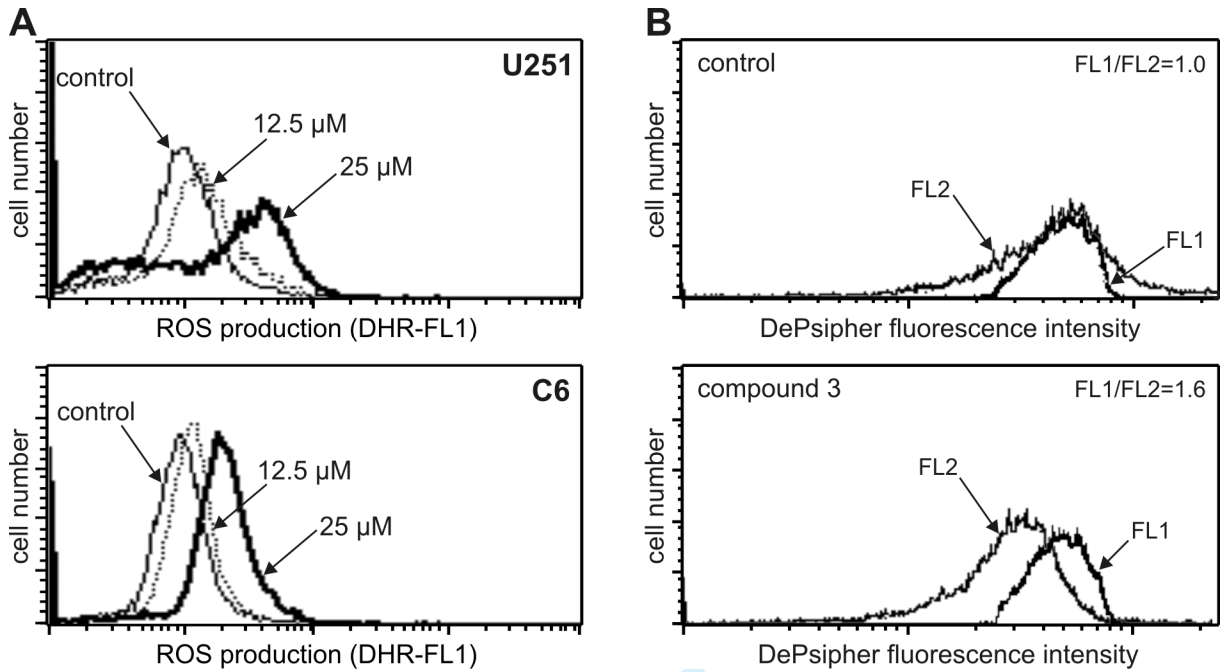 A
U251
control
12.5 µM
25 µM
cell number
ROS production (DHR-FL1)
C6
control
12.5 µM
25 µM
cell number
ROS production (DHR-FL1)
B
control
FL1/FL2=1.0
FL2
FL1
cell number
DePsipher fluorescence intensity
compound 3
FL1/FL2=1.6
FL2
FL1
cell number
DePsipher fluorescence intensity